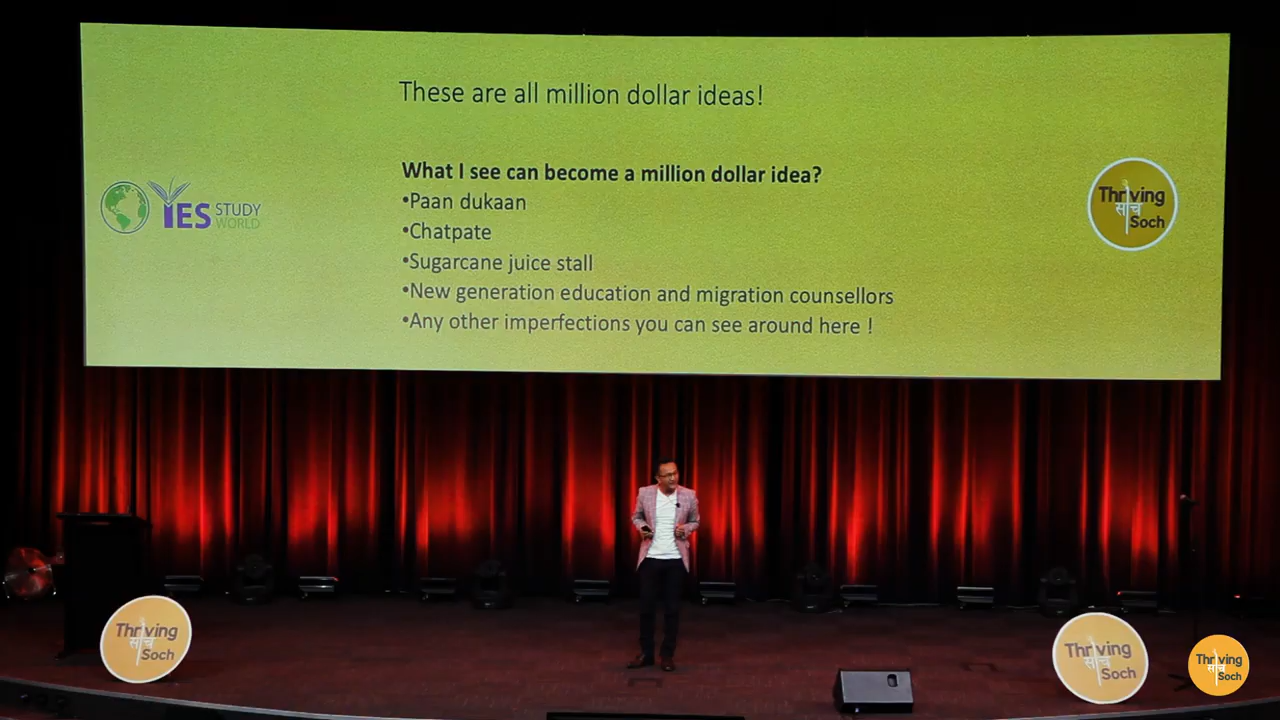 These are all million dollar ideas!
What I see can become a million dollar idea?
•Paan dukaan
•Chatpate
•Sugarcane juice stall
•New generation education and migration counsellors
•Any other imperfections you can see around here !
YES STUDY
WORLD
Thriving
सोच
Soch
Thriving
सोच
Soch
Thriving
सोच
Soch
Thriving
सोच
Soch